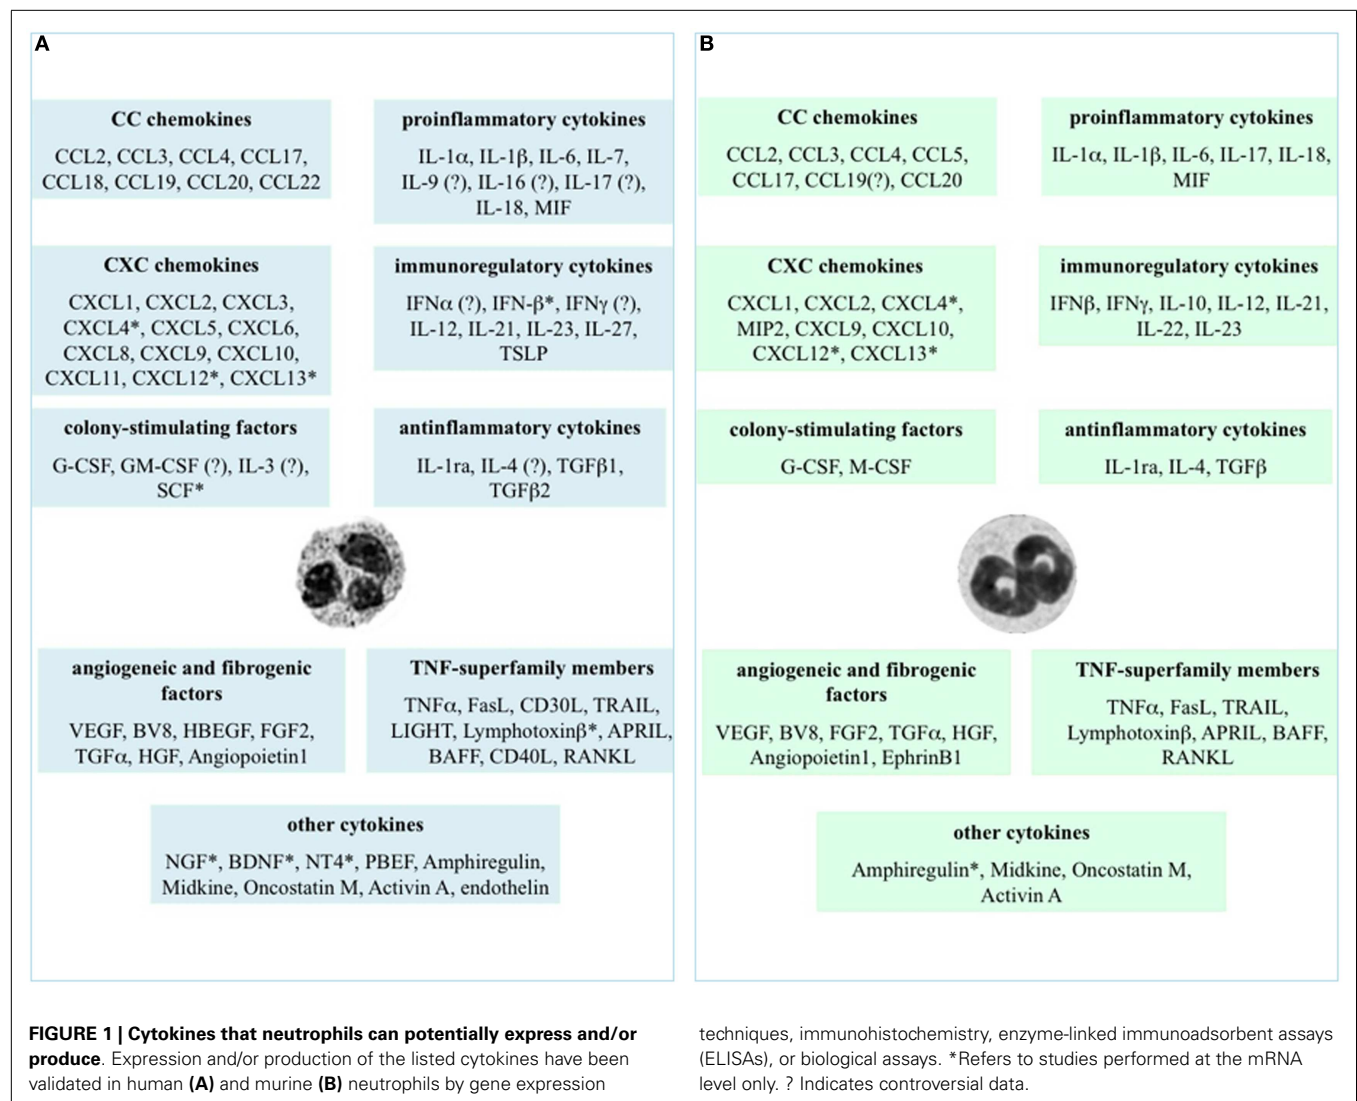 A
CC chemokines
CCL2, CCL3, CCL4, CCL17,
CCL18, CCL19, CCL20, CCL22
proinflammatory cytokines
IL-1α, IL-1β, IL-6, IL-7,
IL-9 (?), IL-16 (?), IL-17 (?),
IL-18, MIF
CXC chemokines
CXCL1, CXCL2, CXCL3,
CXCL4*, CXCL5, CXCL6,
CXCL8, CXCL9, CXCL10,
CXCL11, CXCL12*, CXCL13*
immunoregulatory cytokines
IFNα (?), IFN-β*, IFNγ (?),
IL-12, IL-21, IL-23, IL-27,
TSLP
colony-stimulating factors
G-CSF, GM-CSF (?), IL-3 (?),
SCF*
antinflammatory cytokines
IL-1ra, IL-4 (?), TGFβ1,
TGFβ2
angiogeneic and fibrogenic
factors
VEGF, BV8, HBEGF, FGF2,
TGFα, HGF, Angiopoietin1
TNF-superfamily members
TNFα, FasL, CD30L, TRAIL,
LIGHT, Lymphotoxinβ*, APRIL,
BAFF, CD40L, RANKL
other cytokines
NGF*, BDNF*, NT4*, PBEF, Amphiregulin,
Midkine, Oncostatin M, Activin A, endothelin
B
CC chemokines
CCL2, CCL3, CCL4, CCL5,
CCL17, CCL19(?), CCL20
proinflammatory cytokines
IL-1α, IL-1β, IL-6, IL-17, IL-18,
MIF
CXC chemokines
CXCL1, CXCL2, CXCL4*,
MIP2, CXCL9, CXCL10,
CXCL12*, CXCL13*
immunoregulatory cytokines
IFNβ, IFNγ, IL-10, IL-12, IL-21,
IL-22, IL-23
colony-stimulating factors
G-CSF, M-CSF
antinflammatory cytokines
IL-1ra, IL-4, TGFβ
angiogeneic and fibrogenic
factors
VEGF, BV8, FGF2, TGFα, HGF,
Angiopoietin1, EphrinB1
TNF-superfamily members
TNFα, FasL, TRAIL,
Lymphotoxinβ, APRIL, BAFF,
RANKL
other cytokines
Amphiregulin*, Midkine, Oncostatin M,
Activin A
FIGURE 1 | Cytokines that neutrophils can potentially express and/or
produce. Expression and/or production of the listed cytokines have been
validated in human (A) and murine (B) neutrophils by gene expression
techniques, immunohistochemistry, enzyme-linked immunoadsorbent assays
(ELISAs), or biological assays. *Refers to studies performed at the mRNA
level only. ? Indicates controversial data.